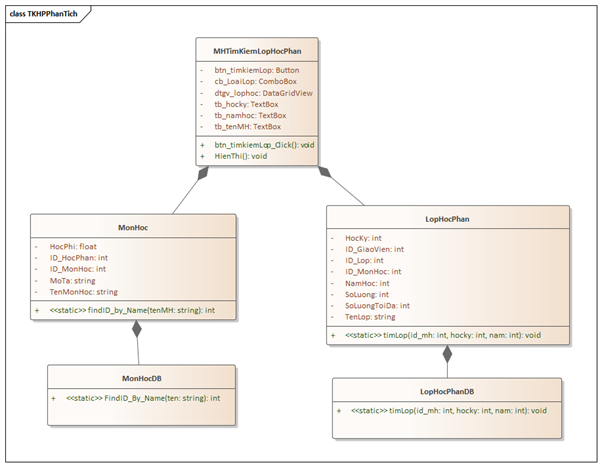 class TKHPPhanTich
MHTimKiemLopHocPhan
- btn_timkiemLop: Button
- cb_LoaiLop: ComboBox
- dtgv_lophoc: DataGridView
- tb_hocky: TextBox
- tb_namhoc: TextBox
- tb_tenMH: TextBox
+ btn_timkiemLop_Click(): void
+ HienThi(): void
MonHoc
- HocPhi: float
- ID_HocPhan: int
- ID_MonHoc: int
- MoTa: string
- TenMonHoc: string
+ <<static>> findID_by_Name(tenMH: string): int
LopHocPhan
- HocKy: int
- ID_GiaoVien: int
- ID_Lop: int
- ID_MonHoc: int
- NamHoc: int
- SoLuong: int
- SoLuongToiDa: int
- TenLop: string
+ <<static>> timLop(id_mh: int, hocky: int, nam: int): void
MonHocDB
+ <<static>> FindID_By_Name(ten: string): int
LopHocPhanDB
+ <<static>> timLop(id_mh: int, hocky: int, nam: int): void